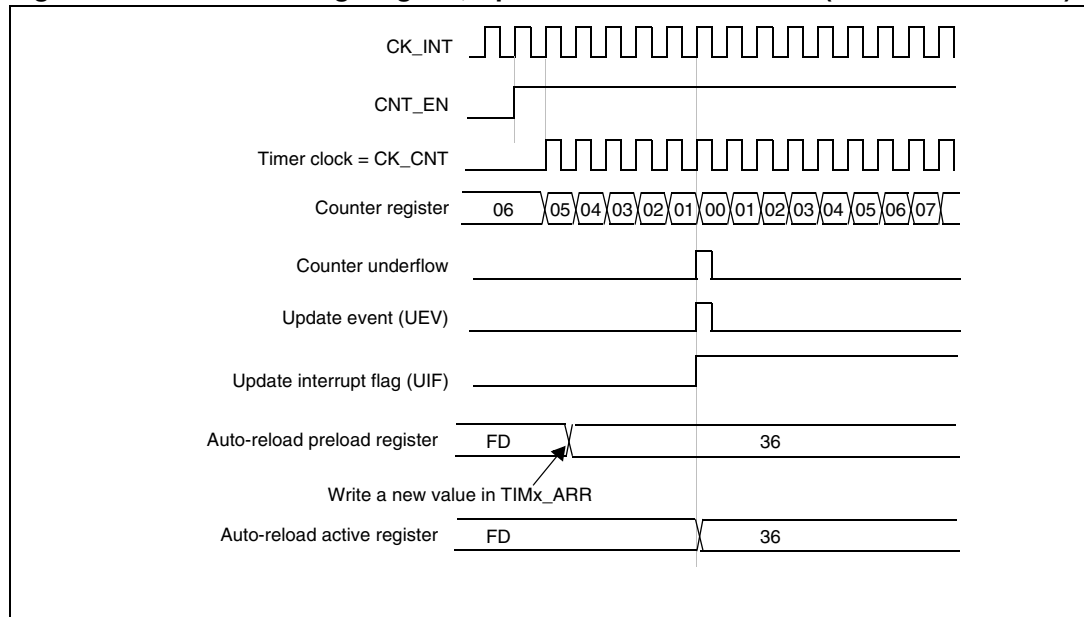 CK_INT
CNT_EN
Timer clock = CK_CNT
Counter register 06 05 04 03 02 01 00 01 02 03 04 05 06 07
Counter underflow
Update event (UEV)
Update interrupt flag (UIF)
Auto-reload preload register FD 36
Write a new value in TIMx_ARR
Auto-reload active register FD 36